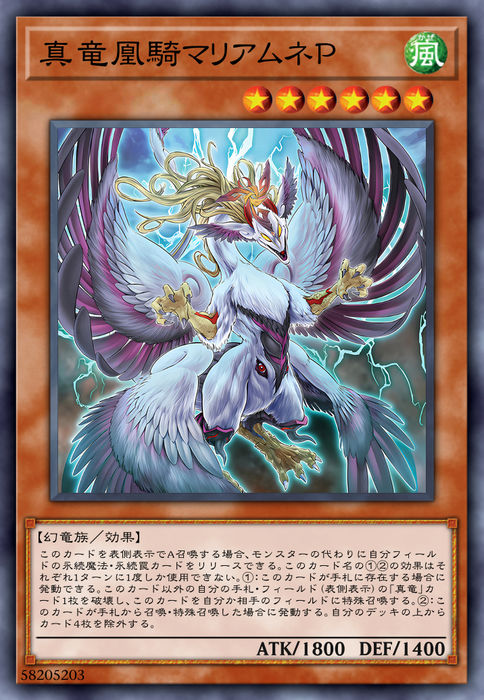 真竜凰騎マリアムネP
風
【幻竜族／効果】
このカードを表側表示でA召喚する場合、モンスターの代わりに自分フィール
ドの永続魔法・永続罠カードをリリースできる。このカード名の①②の効果はそ
れぞれ1ターンに1度しか使用できない。①：このカードが手札に存在する場合に
発動できる。このカード以外の自分の手札・フィールド(表側表示)の「真竜」カ
ード1枚を破壊し、このカードを自分か相手のフィールドに特殊召喚する。②：こ
のカードが手札から召喚・特殊召喚した場合に発動する。自分のデッキの上から
カード4枚を除外する。
ATK/1800 DEF/1400
58205203